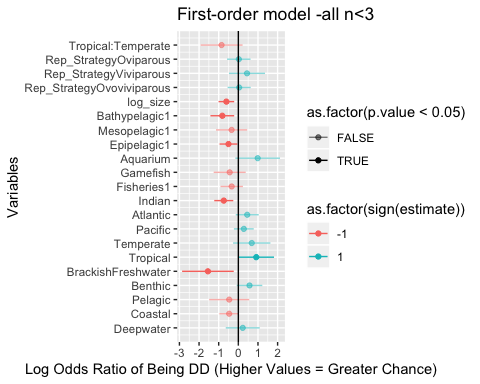 First-order model -all n<3
Variables
Tropical:Temperate
Rep_StrategyOviparous
Rep_StrategyViviparous
Rep_StrategyOvoviviparous
log_size
Bathypelagic1
Mesopelagic1
Epipelagic1
Aquarium
Gamefish
Fisheries1
Indian
Atlantic
Pacific
Temperate
Tropical
BrackishFreshwater
Benthic
Pelagic
Coastal
Deepwater
-3 -2 -1 0 1 2
Log Odds Ratio of Being DD (Higher Values = Greater Chance)
as.factor(p.value < 0.05)
FALSE
TRUE
as.factor(sign(estimate))
-1
1